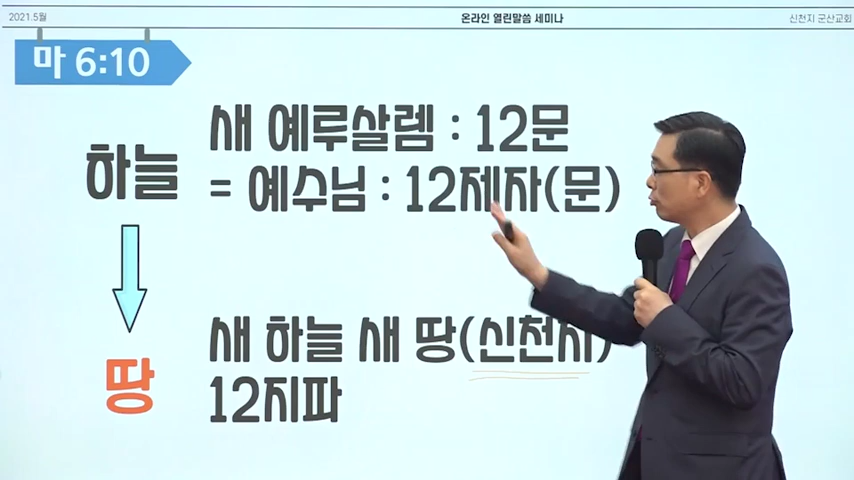 2021.5월
온라인 열린말씀 세미나
신천지 군산교회
마 6:10
하늘
새 예루살렘 : 12문
= 예수님 : 12제자(문)
땅
새 하늘 새 땅(신천지)
12지파